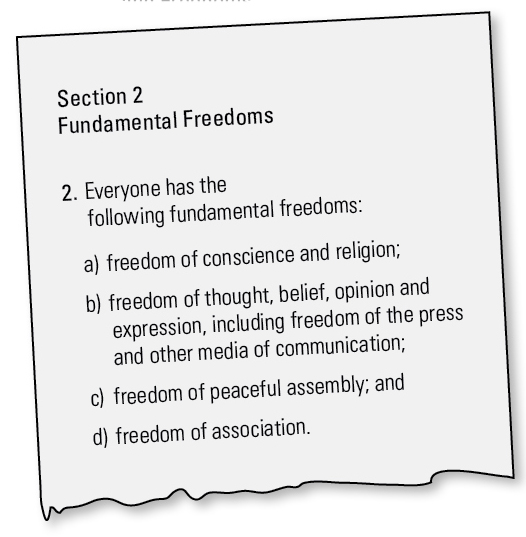 Section 2
Fundamental Freedoms
2. Everyone has the
following fundamental freedoms:
a) freedom of conscience and religion;
b) freedom of thought, belief, opinion and
expression, including freedom of the press
and other media of communication;
c) freedom of peaceful assembly; and
d) freedom of association.